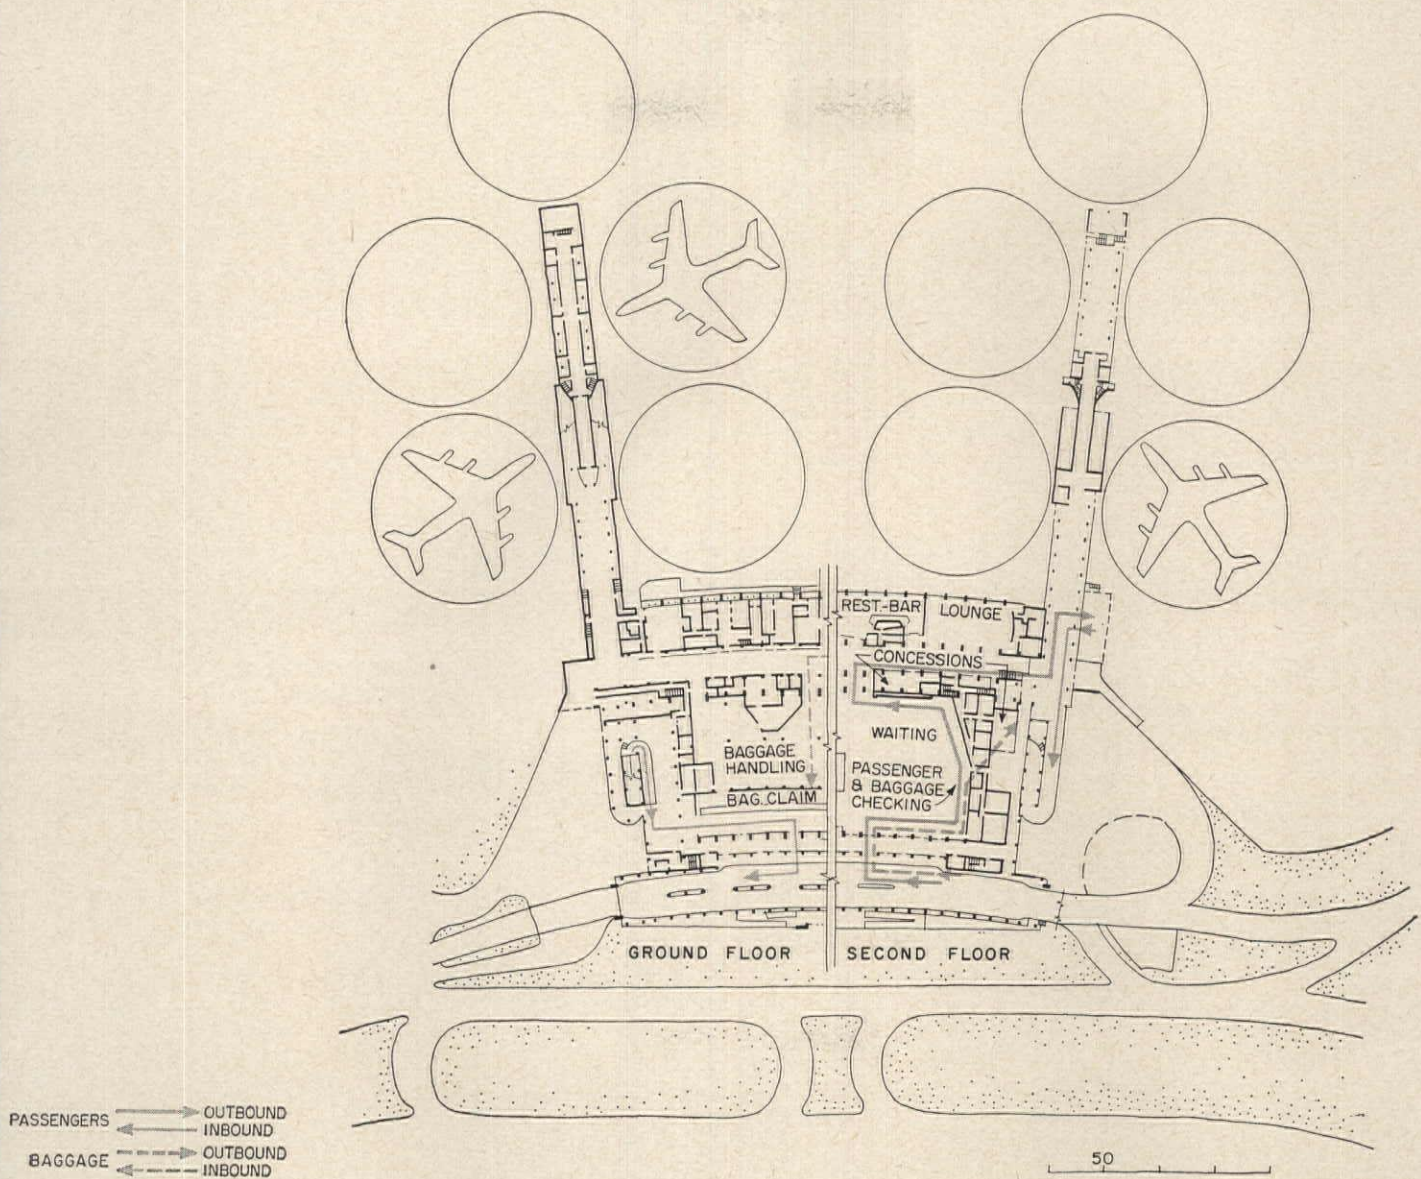 REST.-BAR
LOUNGE
CONCESSIONS
WAITING
BAGGAGE
HANDLING
BAG. CLAIM
PASSENGER
& BAGGAGE
CHECKING
GROUND FLOOR
SECOND FLOOR
PASSENGERS
OUTBOUND
INBOUND
BAGGAGE
OUTBOUND
INBOUND
50